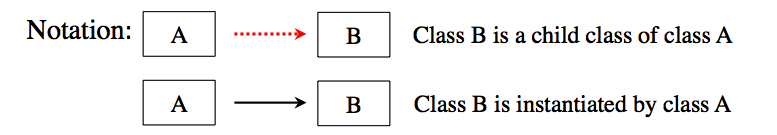 Notation: A B Class B is a child class of class A
A B Class B is instantiated by class A